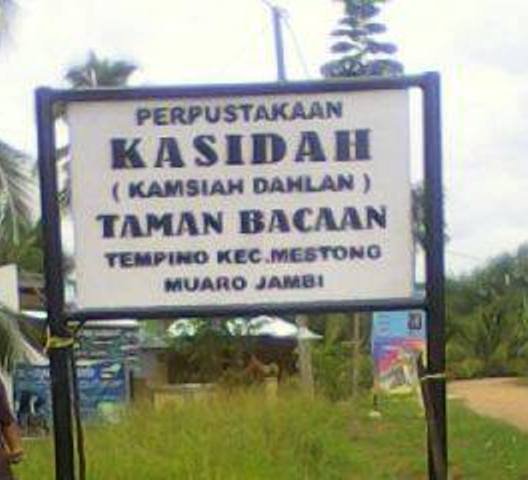 PERPUSTAKAAN
KASIDAH
( KAMSIAH DAHLAN )
TAMAN BACAAN
TEMPINO KEC.MESTONG
MUARO JAMBI